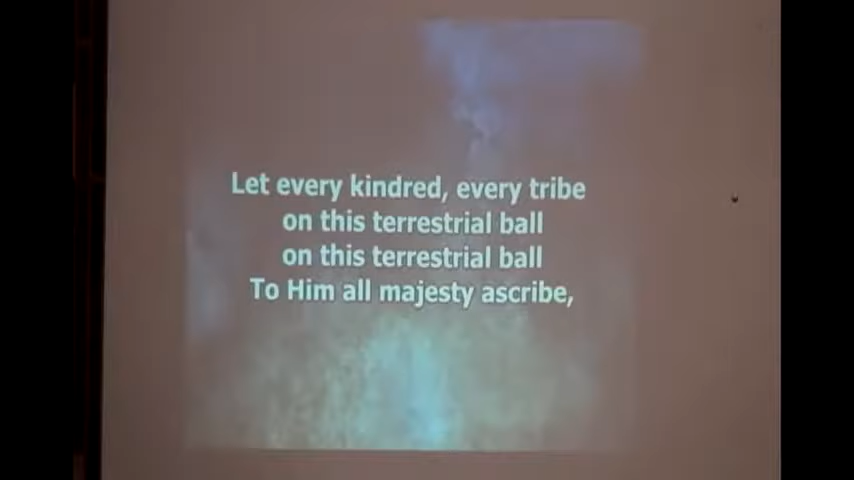 Let every kindred, every tribe
on this terrestrial ball
on this terrestrial ball
To Him all majesty ascribe,